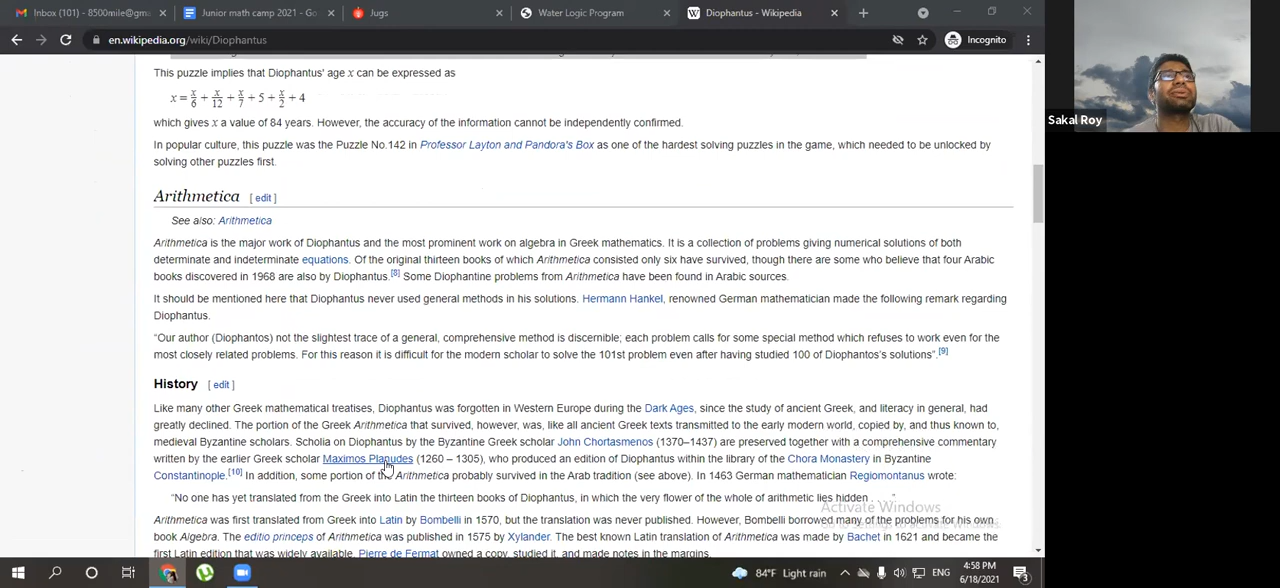 Inbox (101) - 8500mile@gma
Junior math camp 2021 - Go
Jugs
Water Logic Program
Diophantus - Wikipedia
en.wikipedia.org/wiki/Diophantus
Incognito
Sakal Roy
This puzzle implies that Diophantus' age x can be expressed as
x = x/6 + x/12 + x/7 + 5 + x/2 + 4
which gives x a value of 84 years. However, the accuracy of the information cannot be independently confirmed.
In popular culture, this puzzle was the Puzzle No.142 in Professor Layton and Pandora's Box as one of the hardest solving puzzles in the game, which needed to be unlocked by
solving other puzzles first.
Arithmetica [ edit ]
See also: Arithmetica
Arithmetica is the major work of Diophantus and the most prominent work on algebra in Greek mathematics. It is a collection of problems giving numerical solutions of both
determinate and indeterminate equations. Of the original thirteen books of which Arithmetica consisted only six have survived, though there are some who believe that four Arabic
books discovered in 1968 are also by Diophantus.[8] Some Diophantine problems from Arithmetica have been found in Arabic sources.
It should be mentioned here that Diophantus never used general methods in his solutions. Hermann Hankel, renowned German mathematician made the following remark regarding
Diophantus.
“Our author (Diophantos) not the slightest trace of a general, comprehensive method is discernible; each problem calls for some special method which refuses to work even for the
most closely related problems. For this reason it is difficult for the modern scholar to solve the 101st problem even after having studied 100 of Diophantos's solutions”.[9]
History [ edit ]
Like many other Greek mathematical treatises, Diophantus was forgotten in Western Europe during the Dark Ages, since the study of ancient Greek, and literacy in general, had
greatly declined. The portion of the Greek Arithmetica that survived, however, was, like all ancient Greek texts transmitted to the early modern world, copied by, and thus known to,
medieval Byzantine scholars. Scholia on Diophantus by the Byzantine Greek scholar John Chortasmenos (1370–1437) are preserved together with a comprehensive commentary
written by the earlier Greek scholar Maximos Planudes (1260 – 1305), who produced an edition of Diophantus within the library of the Chora Monastery in Byzantine
Constantinople.[10] In addition, some portion of the Arithmetica probably survived in the Arab tradition (see above). In 1463 German mathematician Regiomontanus wrote:
“No one has yet translated from the Greek into Latin the thirteen books of Diophantus, in which the very flower of the whole of arithmetic lies hidden . . . .”
Activate Windows
Arithmetica was first translated from Greek into Latin by Bombelli in 1570, but the translation was never published. However, Bombelli borrowed many of the problems for his own
book Algebra. The editio princeps of Arithmetica was published in 1575 by Xylander. The best known Latin translation of Arithmetica was made by Bachet in 1621 and became the
first Latin edition that was widely available. Pierre de Fermat owned a copy, studied it, and made notes in the margins.
84°F Light rain
ENG
4:58 PM
6/18/2021
3